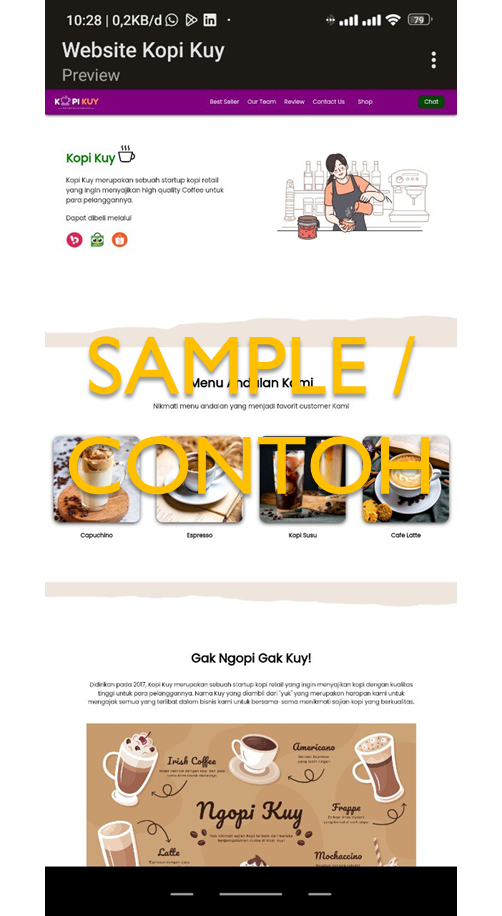 10:28 | 0,2KB/d
79
Website Kopi Kuy
Preview
KOPI KUY
Best Seller Our Team Review Contact Us Shop Chat
Kopi Kuy
Kopi Kuy merupakan sebuah startup kopi retail
yang ingin menyajikan high quality Coffee untuk
para pelanggannya.
Dapat dibeli melalui
SAMPLE /
Menu Andalan Kami
Nikmati menu andalan yang menjadi favorit customer Kami
CONTOH
Capuchino Espresso Kopi Susu Cafe Latte
Gak Ngopi Gak Kuy!
Didirikan pada 2017, Kopi Kuy merupakan sebuah startup kopi retail yang ingin menyajikan kopi dengan kualitas
tinggi untuk para pelanggannya. Nama Kuy yang diambil dari "yuk" yang merupakan harapan kami untuk
mengajak semua yang terlibat dalam bisnis kami untuk bersama-sama menikmati sajian kopi yang berkualitas.
Irish Coffee
Americano
Ngopi Kuy
Frappe
Latte
Mochaccino